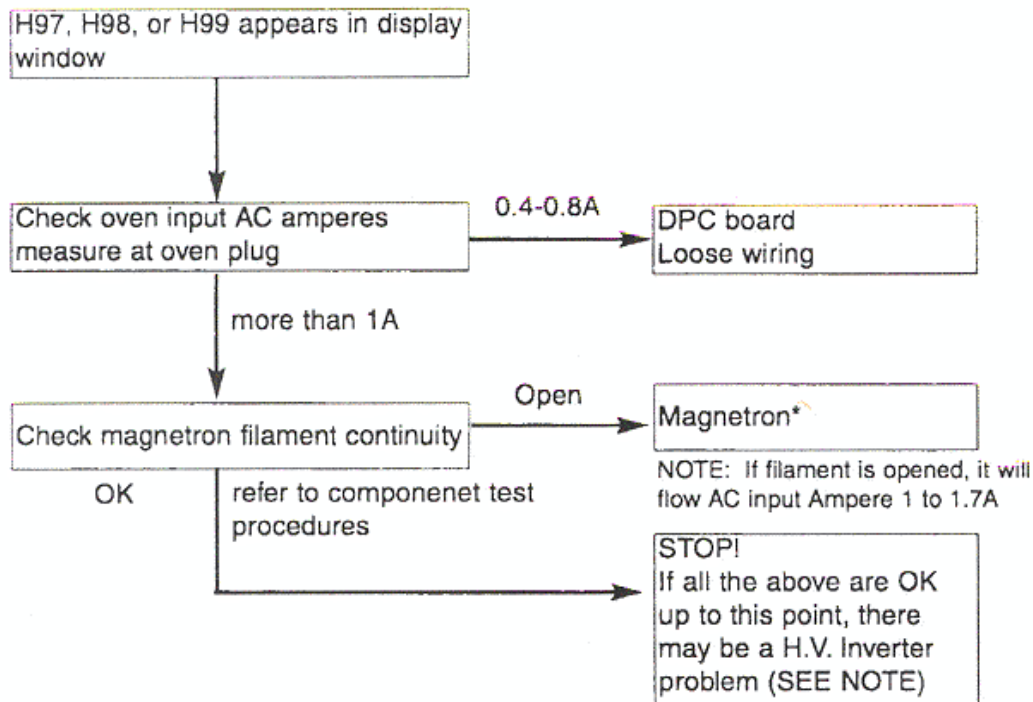 H97, H98, or H99 appears in display
window
Check oven input AC amperes
measure at oven plug
0.4-0.8A
DPC board
Loose wiring
more than 1A
Check magnetron filament continuity
Open
Magnetron*
NOTE: If filament is opened, it will
flow AC input Ampere 1 to 1.7A
OK
refer to componenet test
procedures
STOP!
If all the above are OK
up to this point, there
may be a H.V. Inverter
problem (SEE NOTE)